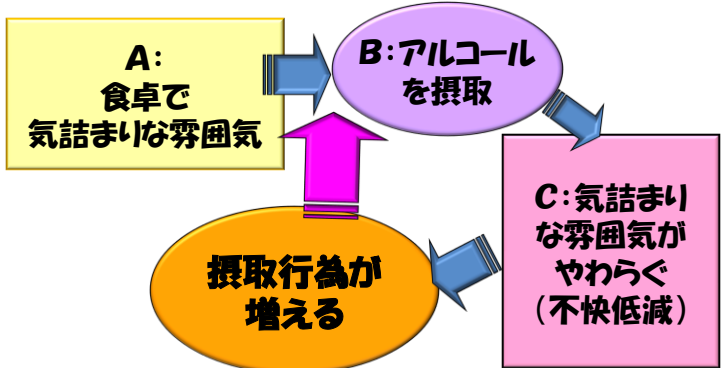 A:
食卓で
気詰まりな雰囲気
B:アルコール
を摂取
C:気詰まり
な雰囲気が
やわらぐ
(不快低減)
摂取行為が
増える